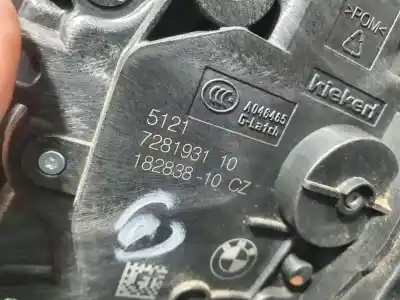 >POM<
kiekert
A046465
G-Latch
5121
7281931 10
182838-10 CZ